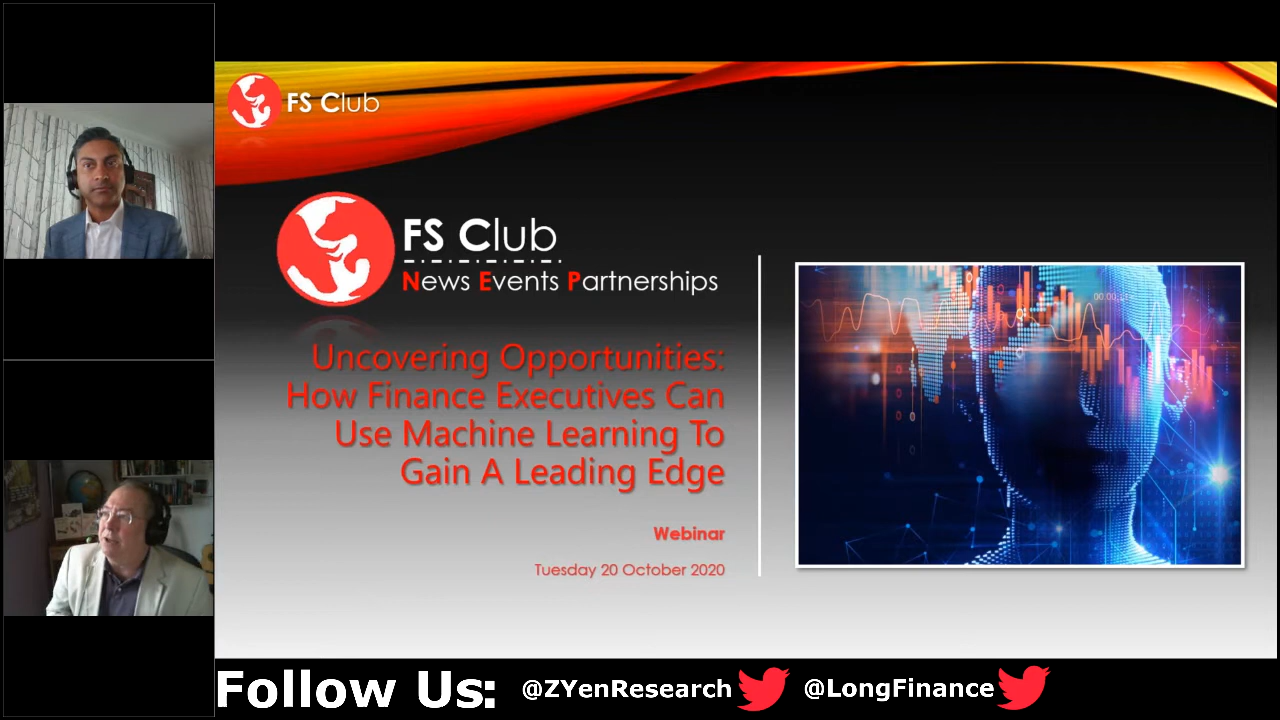 FS Club
FS Club
News Events Partnerships
Uncovering Opportunities:
How Finance Executives Can
Use Machine Learning To
Gain A Leading Edge
Webinar
Tuesday 20 October 2020
Follow Us: @ZYenResearch @LongFinance